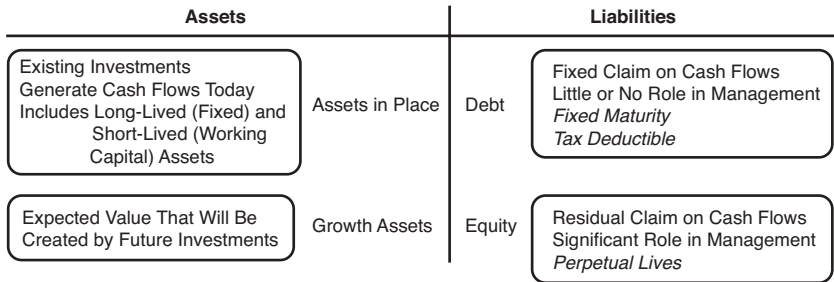 Assets
Liabilities
Existing Investments
Generate Cash Flows Today
Includes Long-Lived (Fixed) and
Short-Lived (Working
Capital) Assets
Assets in Place
Debt
Fixed Claim on Cash Flows
Little or No Role in Management
Fixed Maturity
Tax Deductible
Expected Value That Will Be
Created by Future Investments
Growth Assets
Equity
Residual Claim on Cash Flows
Significant Role in Management
Perpetual Lives